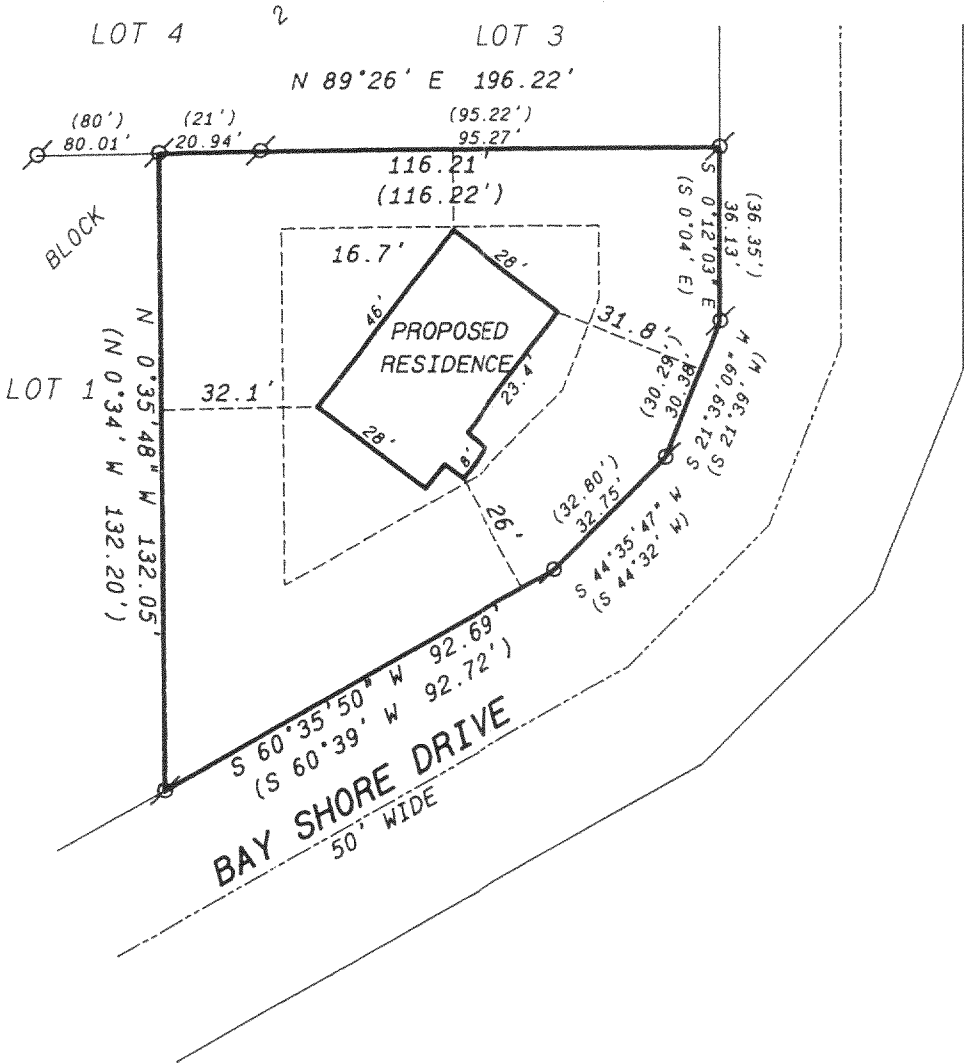 2
LOT 4
LOT 3
N 89°26' E 196.22'
(80')
80.01'
(21')
20.94'
(95.22')
95.27'
116.21'
(116.22')
BLOCK
16.7'
28'
46'
PROPOSED
RESIDENCE
31.8'
23.4'
(36.35')
36.13'
S 0°12'03" E
(S 0°04' E)
LOT 1
32.1'
28'
8'
26'
N 0°35'48" W 132.05'
(N 0°34' W 132.20')
(30.29')
30.38'
S 21°39'09" W
(S 21°39' W)
(32.80')
32.75'
S 44°35'47" W
(S 44°32' W)
S 60°35'50" W 92.69'
(S 60°39' W 92.72')
BAY SHORE DRIVE
50' WIDE